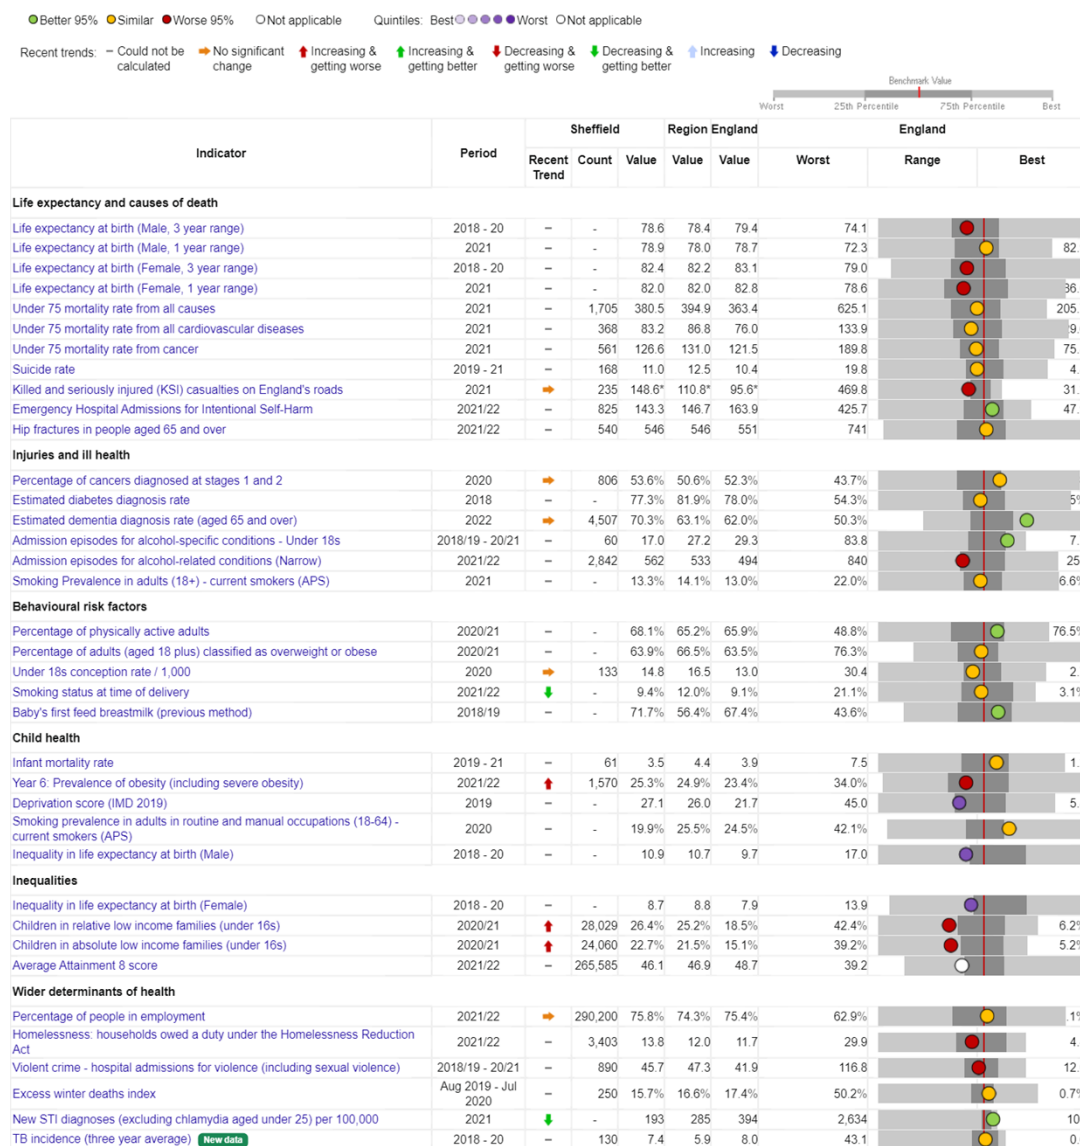 Better 95% Similar Worse 95% Not applicable Quintiles: Best Worst Not applicable
Recent trends: – Could not be calculated No significant change Increasing & getting worse Increasing & getting better Decreasing & getting worse Decreasing & getting better Increasing Decreasing
Benchmark Value
Worst 25th Percentile 75th Percentile Best
Sheffield Region England England
Indicator Period Recent Trend Count Value Value Value Worst Range Best
Life expectancy and causes of death
Life expectancy at birth (Male, 3 year range) 2018 - 20 – - 78.6 78.4 79.4 74.1
Life expectancy at birth (Male, 1 year range) 2021 – - 78.9 78.0 78.7 72.3 82.
Life expectancy at birth (Female, 3 year range) 2018 - 20 – - 82.4 82.2 83.1 79.0
Life expectancy at birth (Female, 1 year range) 2021 – - 82.0 82.0 82.8 78.6 36.
Under 75 mortality rate from all causes 2021 – 1,705 380.5 394.9 363.4 625.1 205.
Under 75 mortality rate from all cardiovascular diseases 2021 – 368 83.2 86.8 76.0 133.9 9.
Under 75 mortality rate from cancer 2021 – 561 126.6 131.0 121.5 189.8 75.
Suicide rate 2019 - 21 – 168 11.0 12.5 10.4 19.8 4.
Killed and seriously injured (KSI) casualties on England's roads 2021 235 148.6* 110.8* 95.6* 469.8 31.
Emergency Hospital Admissions for Intentional Self-Harm 2021/22 – 825 143.3 146.7 163.9 425.7 47.
Hip fractures in people aged 65 and over 2021/22 – 540 546 546 551 741
Injuries and ill health
Percentage of cancers diagnosed at stages 1 and 2 2020 806 53.6% 50.6% 52.3% 43.7%
Estimated diabetes diagnosis rate 2018 – - 77.3% 81.9% 78.0% 54.3% 5%
Estimated dementia diagnosis rate (aged 65 and over) 2022 4,507 70.3% 63.1% 62.0% 50.3%
Admission episodes for alcohol-specific conditions - Under 18s 2018/19 - 20/21 – 60 17.0 27.2 29.3 83.8 7.
Admission episodes for alcohol-related conditions (Narrow) 2021/22 – 2,842 562 533 494 840 25
Smoking Prevalence in adults (18+) - current smokers (APS) 2021 – - 13.3% 14.1% 13.0% 22.0% 6.6%
Behavioural risk factors
Percentage of physically active adults 2020/21 – - 68.1% 65.2% 65.9% 48.8% 76.5%
Percentage of adults (aged 18 plus) classified as overweight or obese 2020/21 – - 63.9% 66.5% 63.5% 76.3%
Under 18s conception rate / 1,000 2020 133 14.8 16.5 13.0 30.4 2.
Smoking status at time of delivery 2021/22 - 9.4% 12.0% 9.1% 21.1% 3.1%
Baby's first feed breastmilk (previous method) 2018/19 – - 71.7% 56.4% 67.4% 43.6%
Child health
Infant mortality rate 2019 - 21 – 61 3.5 4.4 3.9 7.5 1.
Year 6: Prevalence of obesity (including severe obesity) 2021/22 1,570 25.3% 24.9% 23.4% 34.0%
Deprivation score (IMD 2019) 2019 – - 27.1 26.0 21.7 45.0 5.
Smoking prevalence in adults in routine and manual occupations (18-64) -
current smokers (APS) 2020 – - 19.9% 25.5% 24.5% 42.1%
Inequality in life expectancy at birth (Male) 2018 - 20 – - 10.9 10.7 9.7 17.0
Inequalities
Inequality in life expectancy at birth (Female) 2018 - 20 – - 8.7 8.8 7.9 13.9
Children in relative low income families (under 16s) 2020/21 28,029 26.4% 25.2% 18.5% 42.4% 6.2%
Children in absolute low income families (under 16s) 2020/21 24,060 22.7% 21.5% 15.1% 39.2% 5.2%
Average Attainment 8 score 2021/22 – 265,585 46.1 46.9 48.7 39.2
Wider determinants of health
Percentage of people in employment 2021/22 290,200 75.8% 74.3% 75.4% 62.9% .1%
Homelessness: households owed a duty under the Homelessness Reduction
Act 2021/22 – 3,403 13.8 12.0 11.7 29.9 4.
Violent crime - hospital admissions for violence (including sexual violence) 2018/19 - 20/21 – 890 45.7 47.3 41.9 116.8 12.
Excess winter deaths index Aug 2019 - Jul 2020 – 250 15.7% 16.6% 17.4% 50.2% 0.7%
New STI diagnoses (excluding chlamydia aged under 25) per 100,000 2021 193 285 394 2,634 10
TB incidence (three year average) New data 2018 - 20 – 130 7.4 5.9 8.0 43.1 0.